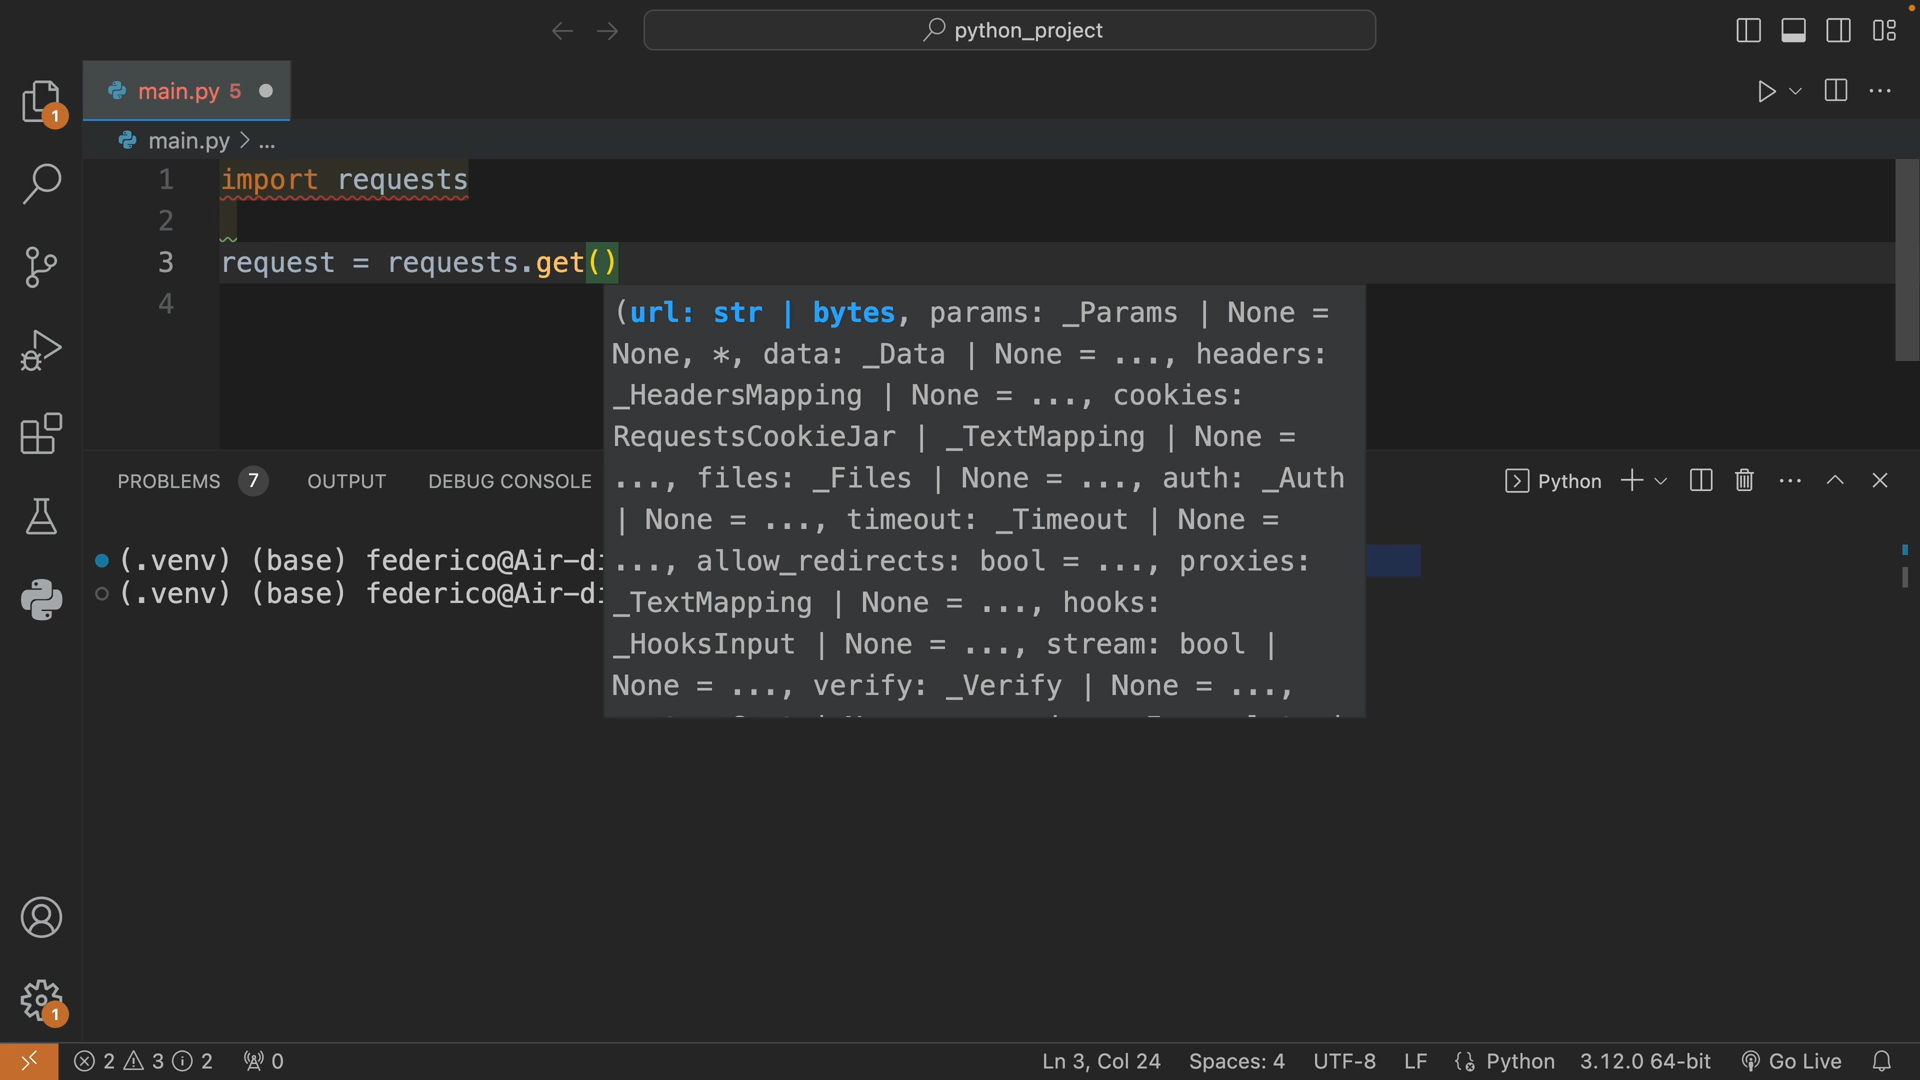 python_project
main.py 5
1
main.py > ...
1 import requests
2
3 request = requests.get()
4
(url: str | bytes, params: _Params | None =
None, *, data: _Data | None = ..., headers:
_HeadersMapping | None = ..., cookies:
RequestsCookieJar | _TextMapping | None =
..., files: _Files | None = ..., auth: _Auth
| None = ..., timeout: _Timeout | None =
..., allow_redirects: bool = ..., proxies:
_TextMapping | None = ..., hooks:
_HooksInput | None = ..., stream: bool |
None = ..., verify: _Verify | None = ...,
PROBLEMS 7 OUTPUT DEBUG CONSOLE Python
(.venv) (base) federico@Air-di
(.venv) (base) federico@Air-di
1
2 3 2 0 Ln 3, Col 24 Spaces: 4 UTF-8 LF Python 3.12.0 64-bit Go Live